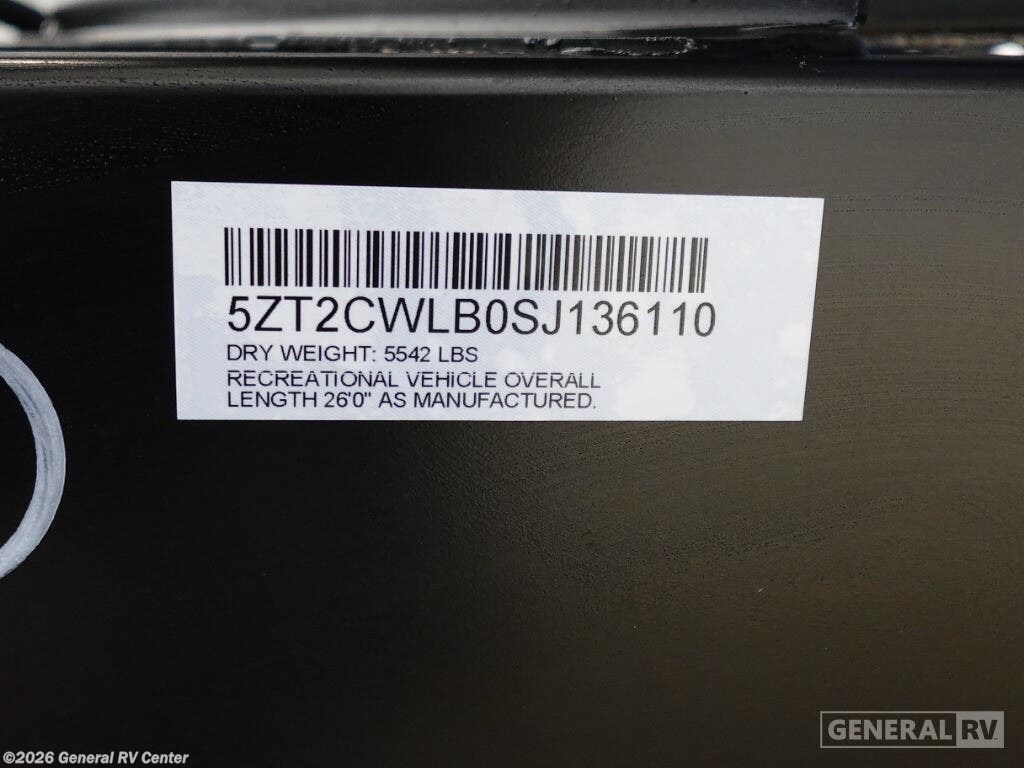 5ZT2CWLB0SJ136110
DRY WEIGHT: 5542 LBS
RECREATIONAL VEHICLE OVERALL
LENGTH 26'0" AS MANUFACTURED.
GENERAL RV
©2026 General RV Center